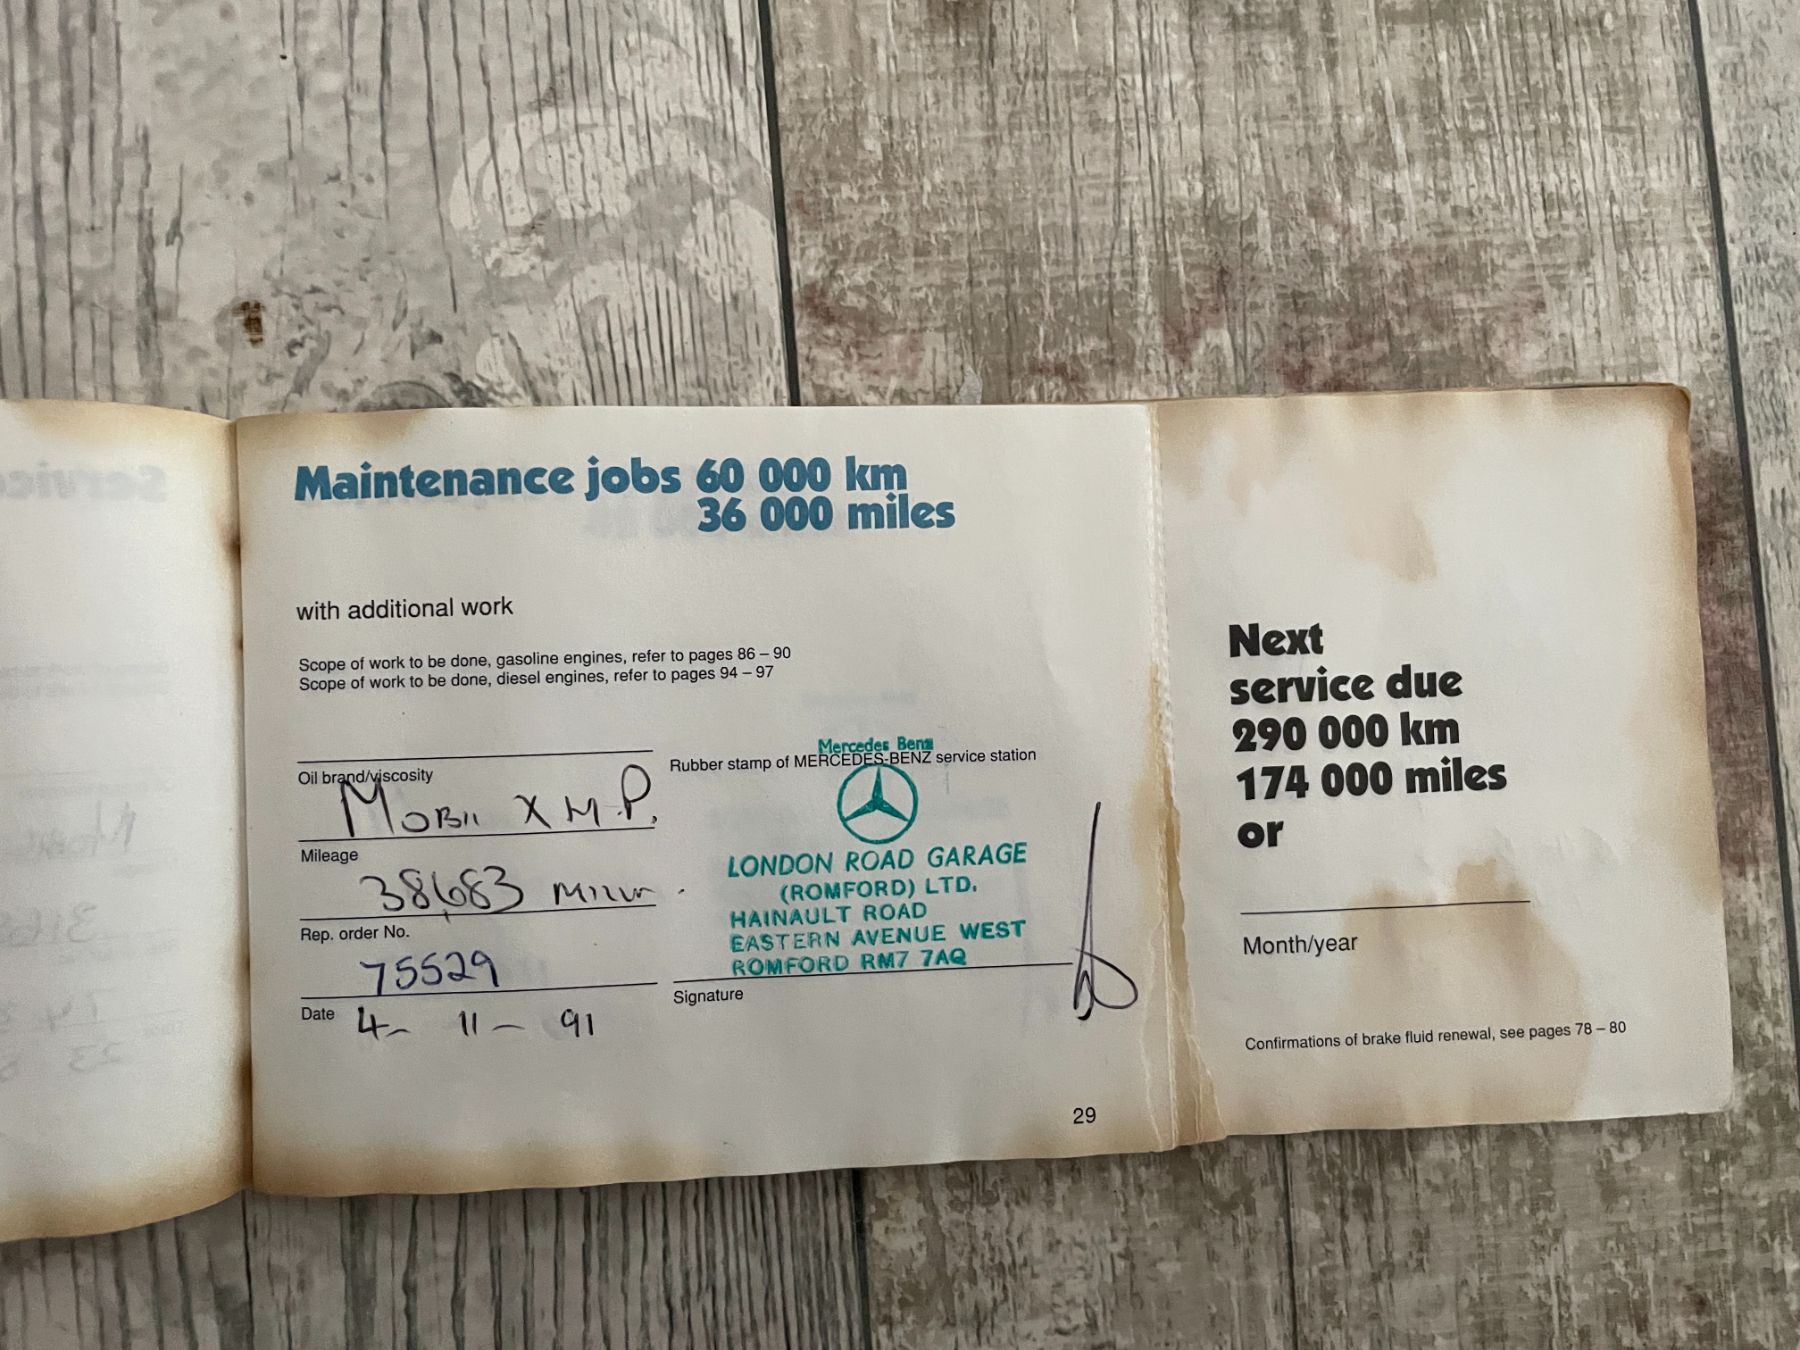 Maintenance jobs 60 000 km
36 000 miles
with additional work
Scope of work to be done, gasoline engines, refer to pages 86 – 90
Scope of work to be done, diesel engines, refer to pages 94 – 97
Oil brand/viscosity
Mobil X M.P.
Mileage
38683
Rep. order No.
75529
Date 4 - 11 - 91
Mercedes Benz
Rubber stamp of MERCEDES-BENZ service station
LONDON ROAD GARAGE
(ROMFORD) LTD.
HAINAULT ROAD
EASTERN AVENUE WEST
ROMFORD RM7 7AQ
Signature
29
Next
service due
290 000 km
174 000 miles
or
Month/year
Confirmations of brake fluid renewal, see pages 78 – 80